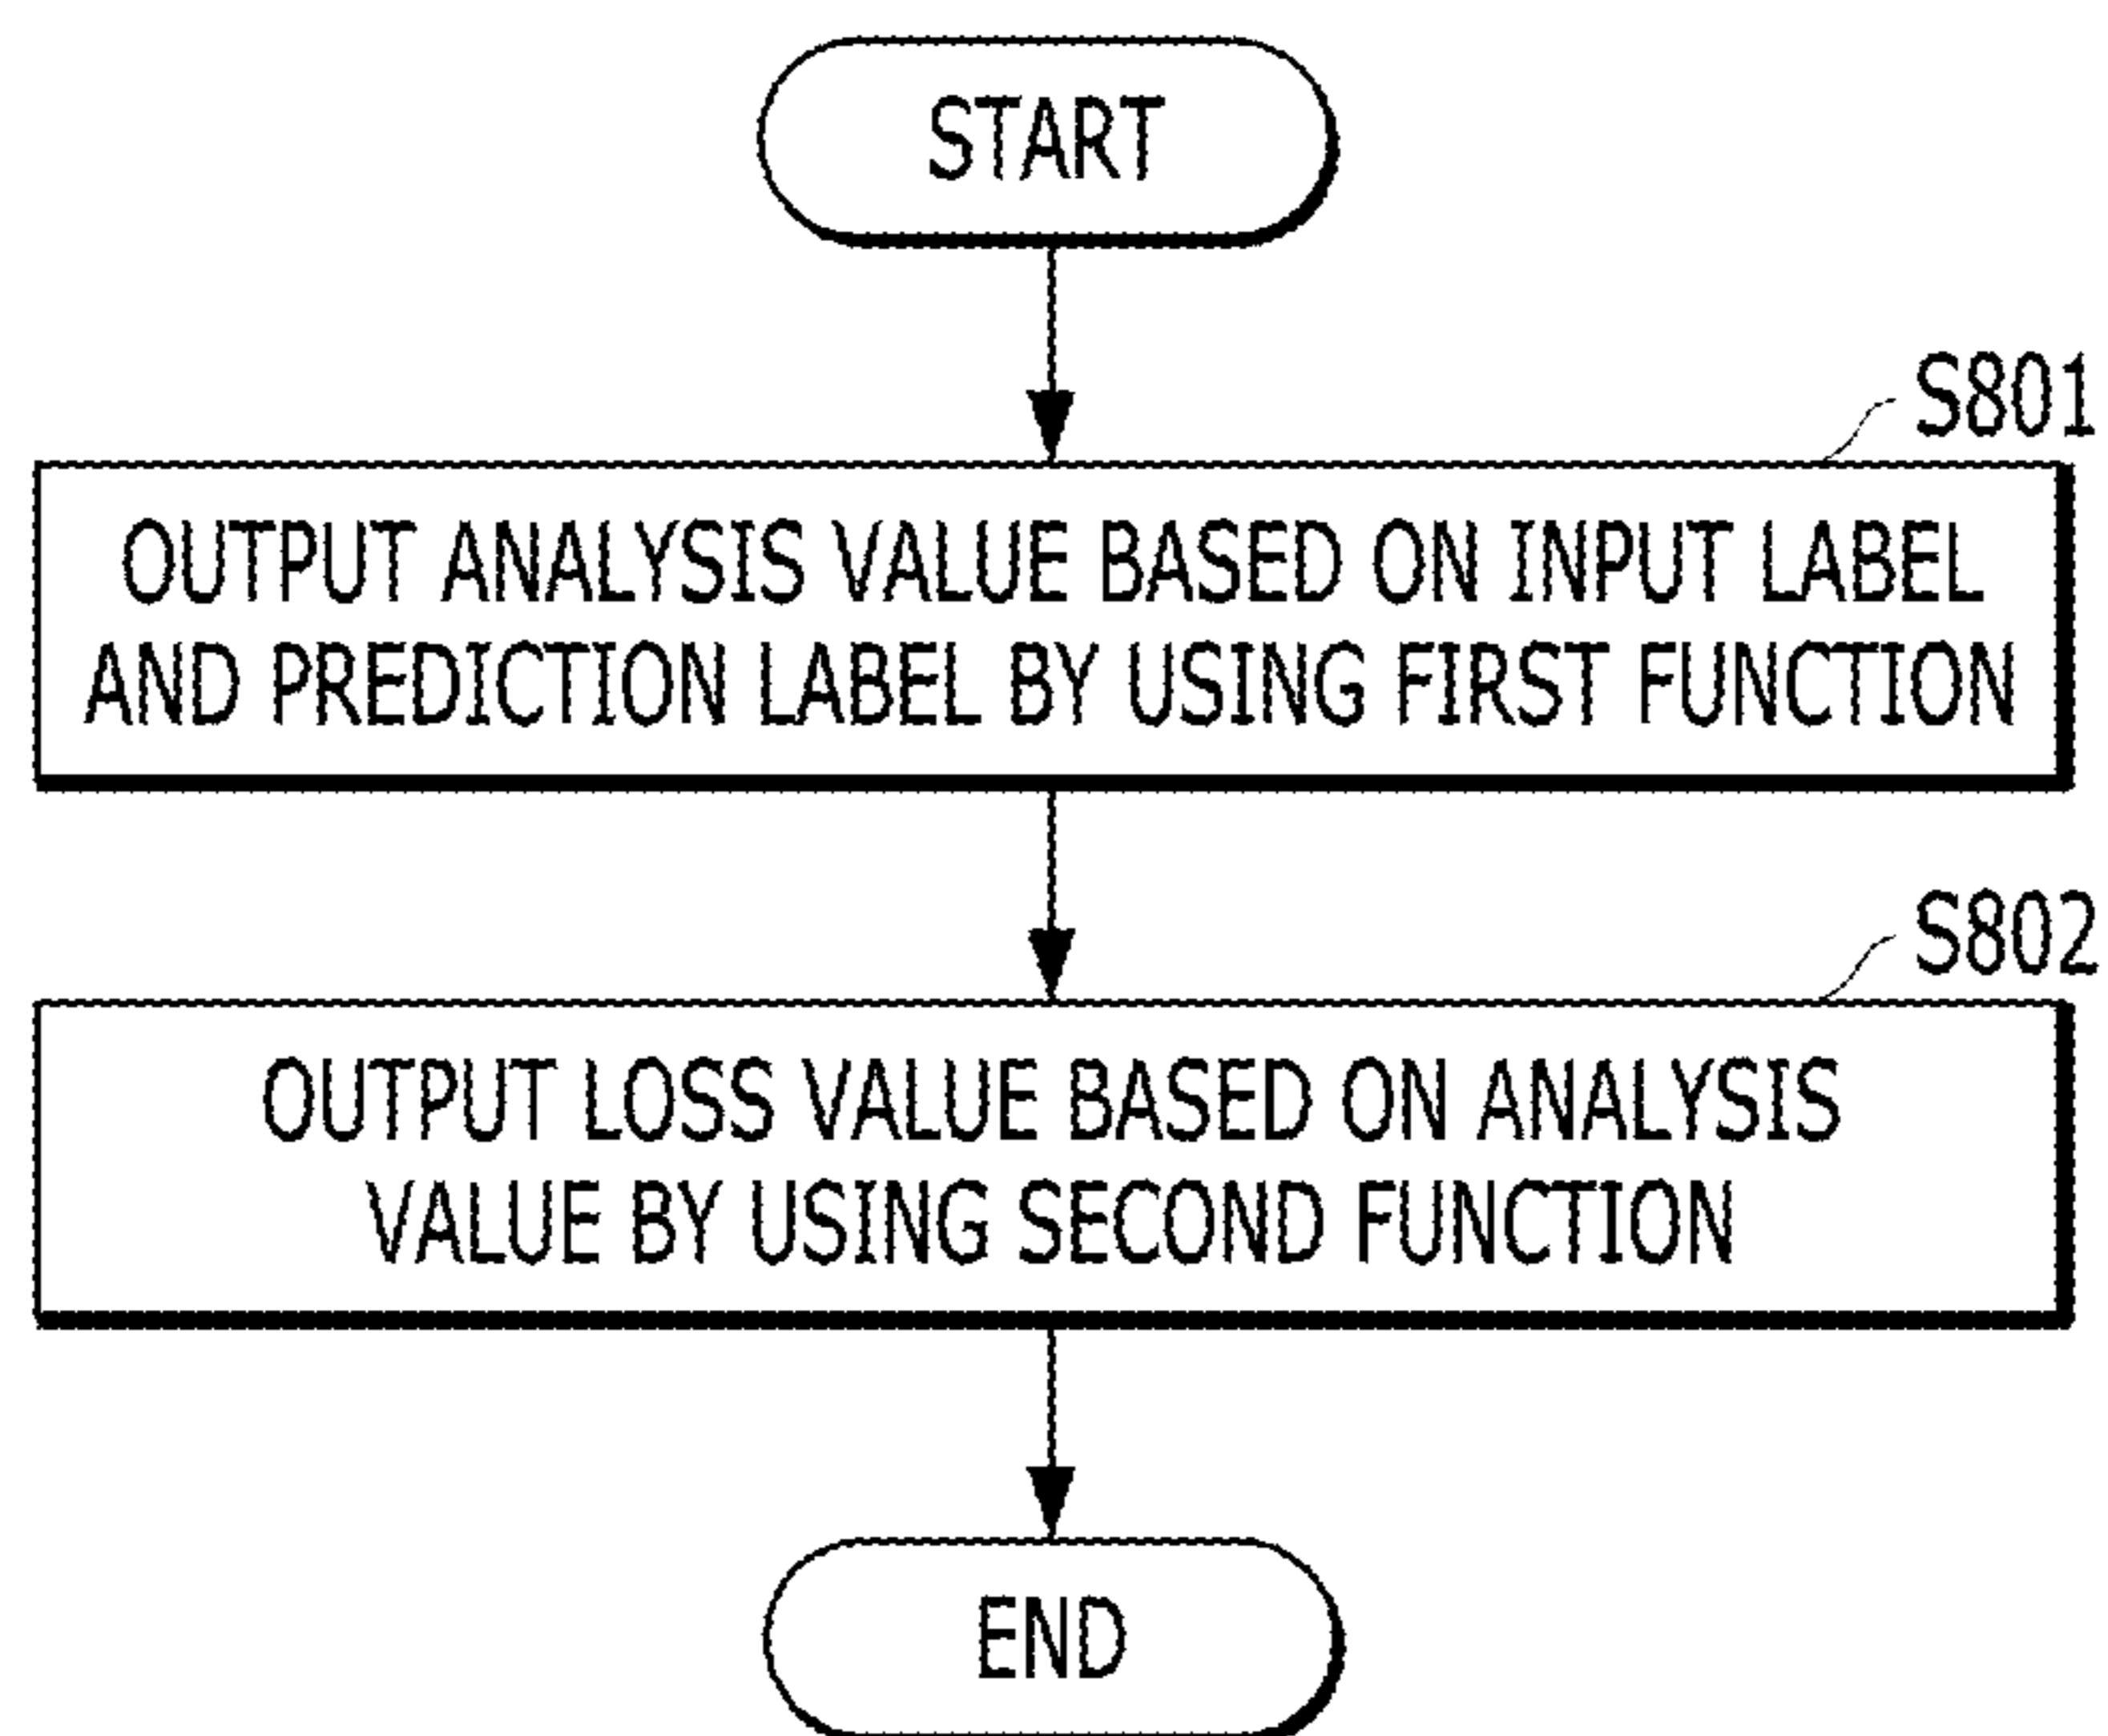 START
S801
OUTPUT ANALYSIS VALUE BASED ON INPUT LABEL
AND PREDICTION LABEL BY USING FIRST FUNCTION
S802
OUTPUT LOSS VALUE BASED ON ANALYSIS
VALUE BY USING SECOND FUNCTION
END